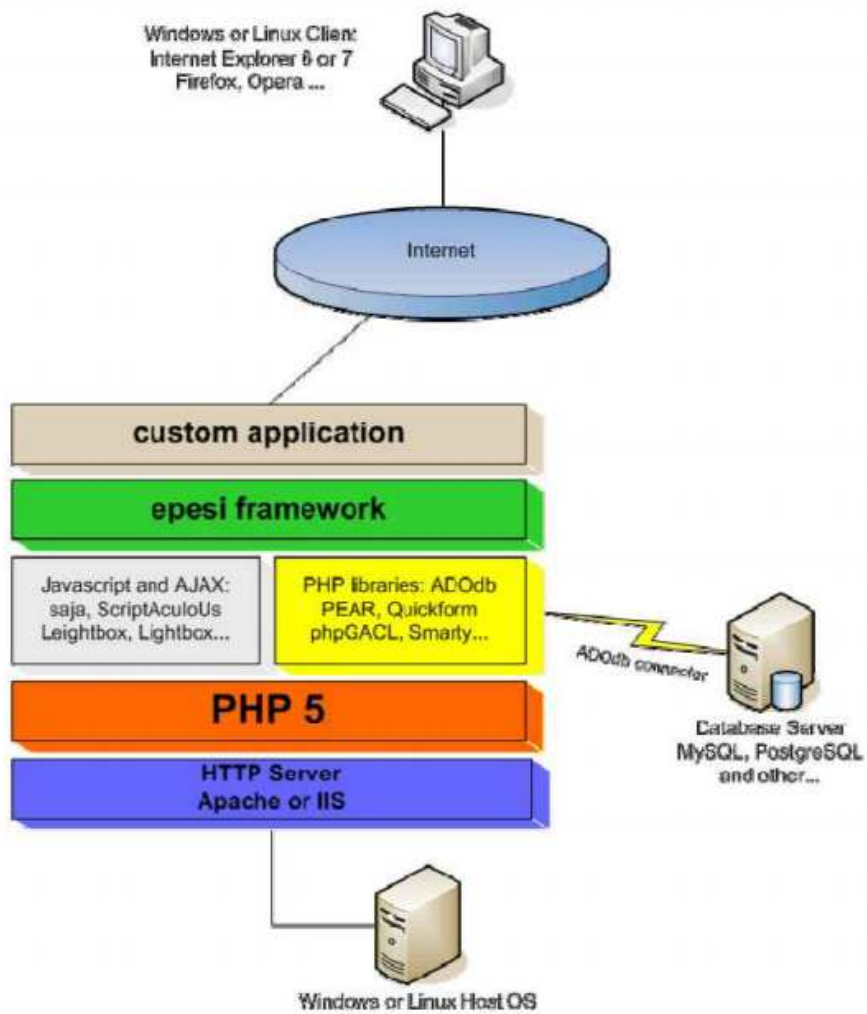 Windows or Linux Client:
Internet Explorer 6 or 7
Firefox, Opera ...
Internet
custom application
epesi framework
Javascript and AJAX:
saja, ScriptAculoUs
Leightbox, Lightbox...
PHP libraries: ADOdb
PEAR, Quickform
phpGACL, Smarty...
ADOdb connector
Database Server
MySQL, PostgreSQL
and other...
PHP 5
HTTP Server
Apache or IIS
Windows or Linux Host OS